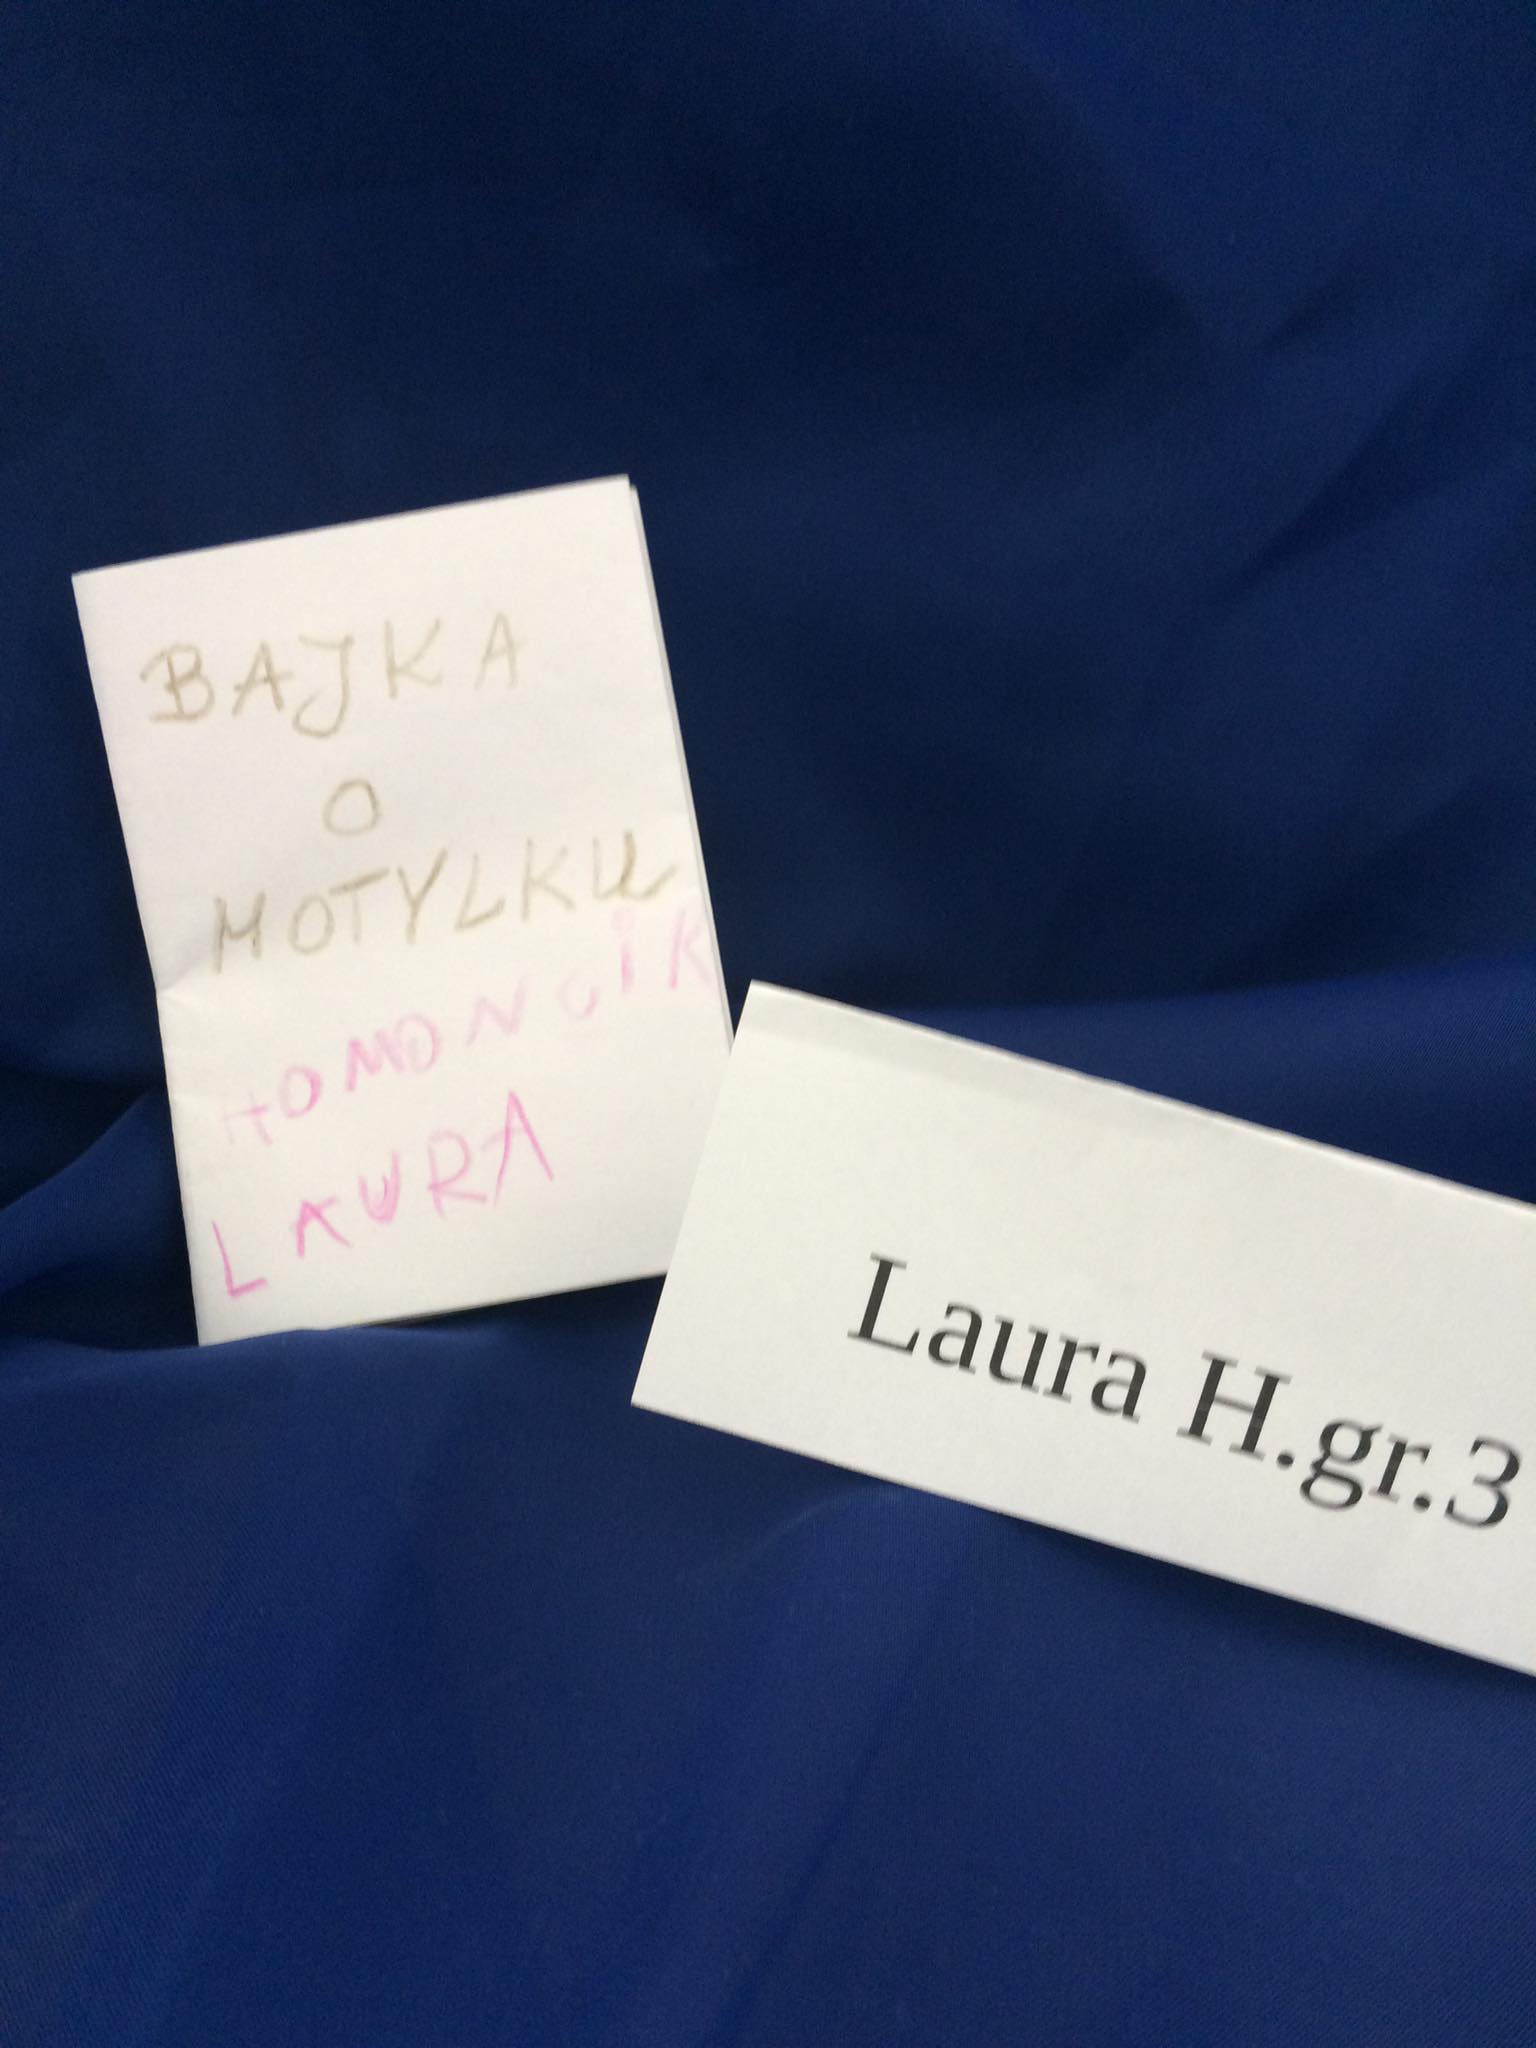 BAJKA
O
MOTYLKU
HOMONCIK
LAURA
Laura H.gr.3